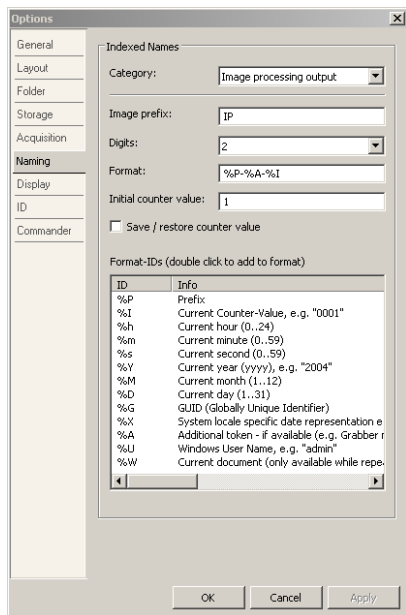 Options
General
Layout
Folder
Storage
Acquisition
Naming
Display
ID
Commander
Indexed Names
Category: Image processing output
Image prefix: IP
Digits: 2
Format: %P-%A-%I
Initial counter value: 1
Save / restore counter value
Format-IDs (double click to add to format)
ID Info
%P Prefix
%I Current Counter-Value, e.g. "0001"
%h Current hour (0..24)
%m Current minute (0..59)
%s Current second (0..59)
%Y Current year (yyyy), e.g. "2004"
%M Current month (1..12)
%D Current day (1..31)
%G GUID (Globally Unique Identifier)
%X System locale specific date representation e
%A Additional token - if available (e.g. Grabber r
%U Windows User Name, e.g. "admin"
%W Current document (only available while repe
OK Cancel Apply